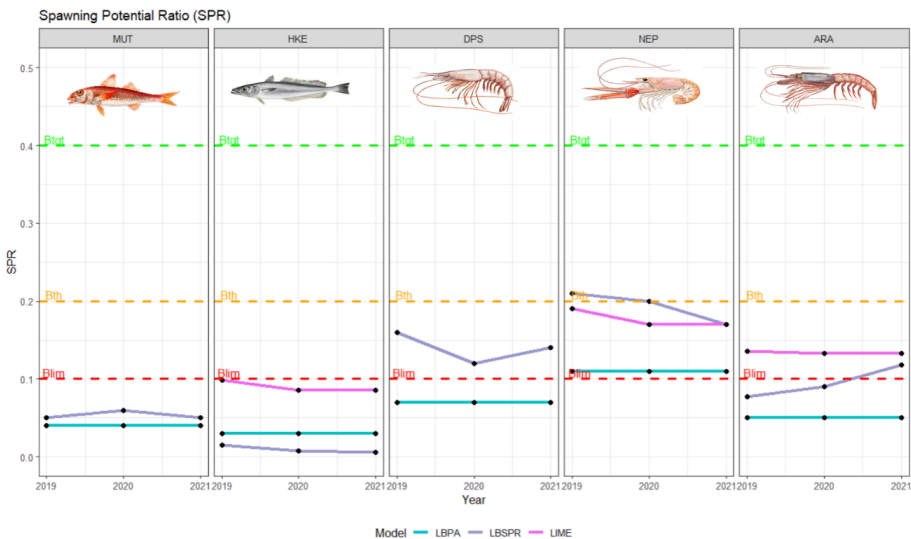 Spawning Potential Ratio (SPR)
MUT HKE DPS NEP ARA
0.5
Btgt Btgt Btgt Btgt Btgt
0.4
0.3
Bth Bth Bth Bth Bth
0.2
Blim Blim Blim Blim Blim
0.1
0.0
SPR
2019 2020 2021 2019 2020 2021 2019 2020 2021 2019 2020 2021 2019 2020 2021
Year
Model LBPA LBSPR LIME